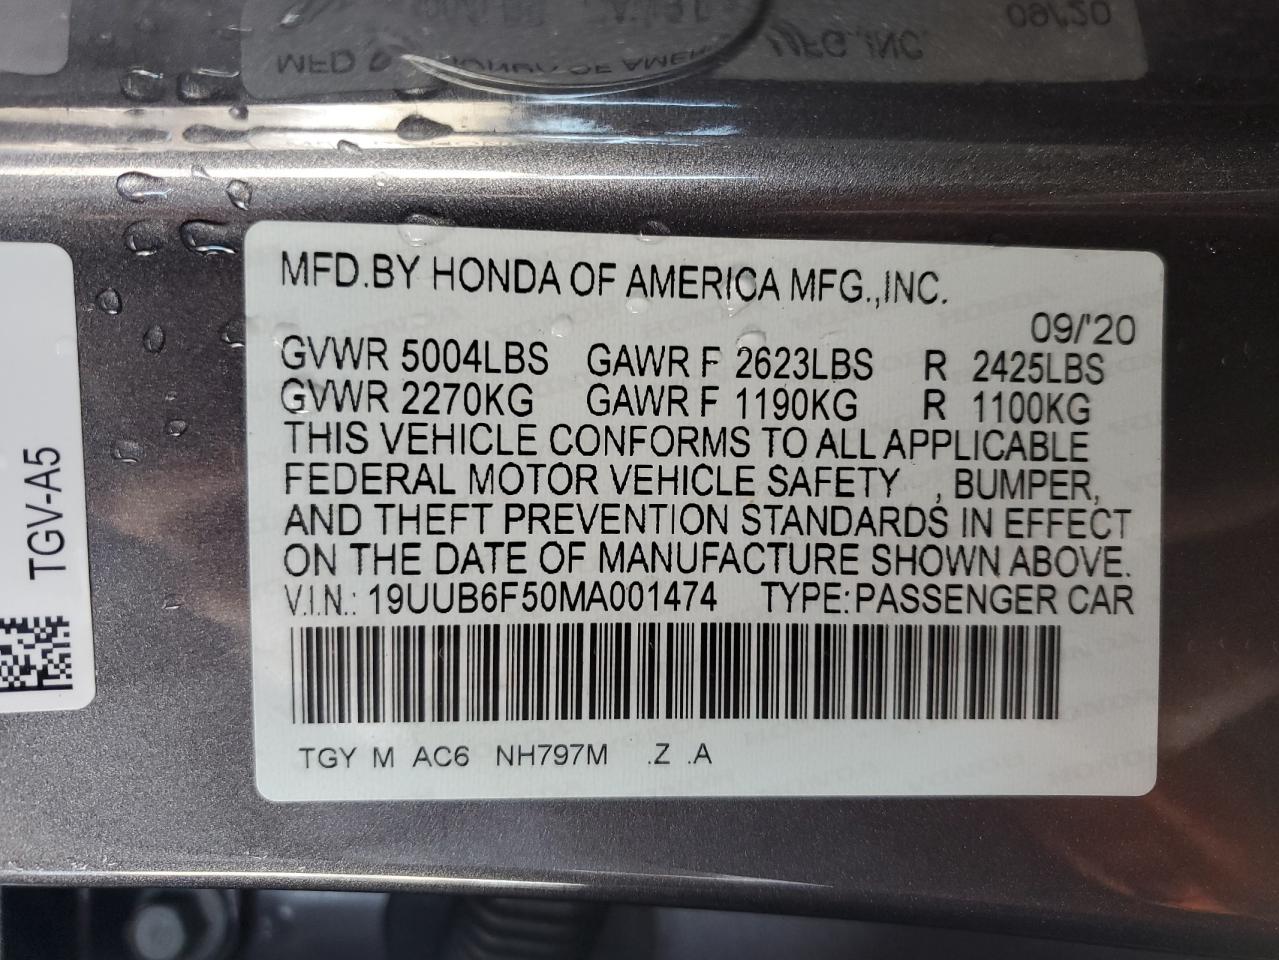 MFD.BY HONDA OF AMERICA MFG.,INC.
09/'20
GVWR 5004LBS GAWR F 2623LBS R 2425LBS
GVWR 2270KG GAWR F 1190KG R 1100KG
THIS VEHICLE CONFORMS TO ALL APPLICABLE
FEDERAL MOTOR VEHICLE SAFETY , BUMPER,
AND THEFT PREVENTION STANDARDS IN EFFECT
ON THE DATE OF MANUFACTURE SHOWN ABOVE.
V.I.N.: 19UUB6F50MA001474 TYPE:PASSENGER CAR
TGY M AC6 NH797M .Z .A
TGV-A5